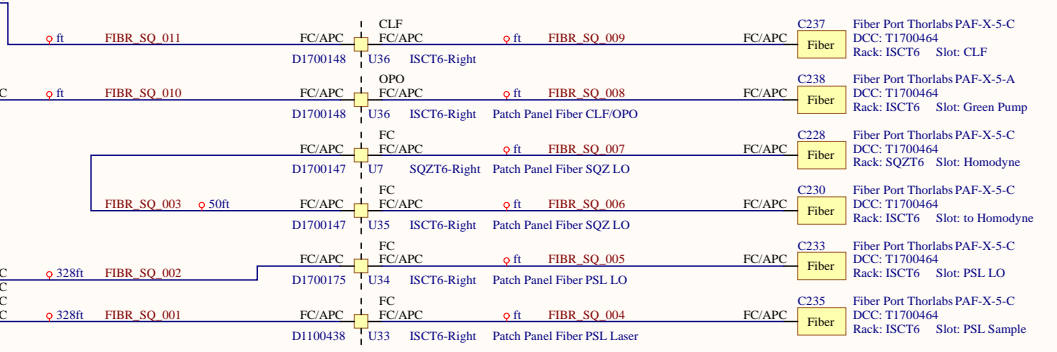 CLF C237 Fiber Port Thorlabs PAF-X-5-C
ft FIBR_SQ_011 FC/APC FC/APC ft FIBR_SQ_009 FC/APC Fiber DCC: T1700464
D1700148 U36 ISCT6-Right Rack: ISCT6 Slot: CLF
OPO C238 Fiber Port Thorlabs PAF-X-5-A
C ft FIBR_SQ_010 FC/APC FC/APC ft FIBR_SQ_008 FC/APC Fiber DCC: T1700464
D1700148 U36 ISCT6-Right Patch Panel Fiber CLF/OPO Rack: ISCT6 Slot: Green Pump
FC C228 Fiber Port Thorlabs PAF-X-5-C
FC/APC FC/APC ft FIBR_SQ_007 FC/APC Fiber DCC: T1700464
D1700147 U7 SQZT6-Right Patch Panel Fiber SQZ LO Rack: SQZT6 Slot: Homodyne
FC C230 Fiber Port Thorlabs PAF-X-5-C
FIBR_SQ_003 50ft FC/APC FC/APC ft FIBR_SQ_006 FC/APC Fiber DCC: T1700464
D1700147 U35 ISCT6-Right Patch Panel Fiber SQZ LO Rack: ISCT6 Slot: to Homodyne
FC C233 Fiber Port Thorlabs PAF-X-5-C
C 328ft FIBR_SQ_002 FC/APC FC/APC ft FIBR_SQ_005 FC/APC Fiber DCC: T1700464
C D1700175 U34 ISCT6-Right Patch Panel Fiber PSL LO Rack: ISCT6 Slot: PSL LO
C FC C235 Fiber Port Thorlabs PAF-X-5-C
C 328ft FIBR_SQ_001 FC/APC FC/APC ft FIBR_SQ_004 FC/APC Fiber DCC: T1700464
D1100438 U33 ISCT6-Right Patch Panel Fiber PSL Laser Rack: ISCT6 Slot: PSL Sample